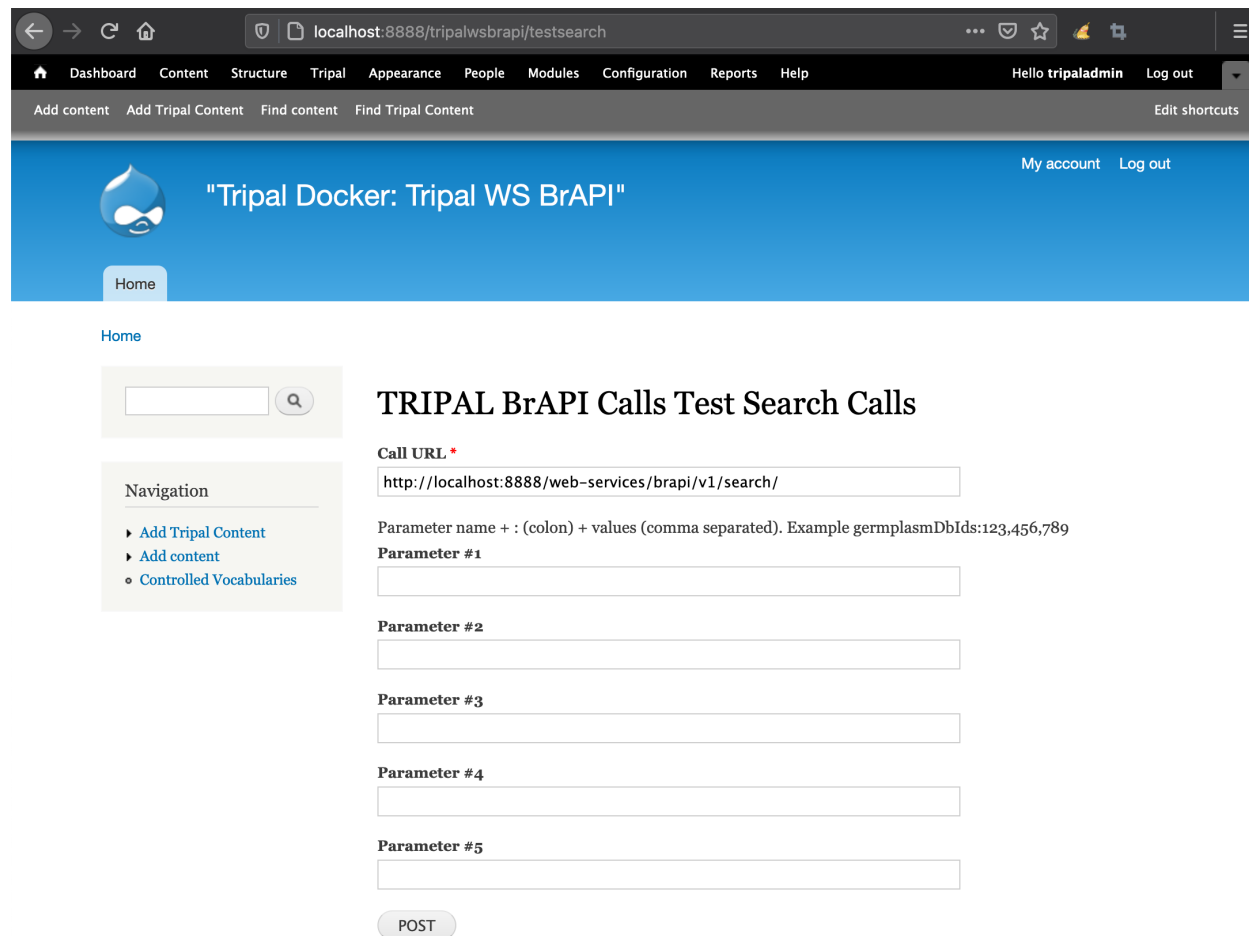 localhost:8888/tripalwsbrapi/testsearch
Dashboard Content Structure Tripal Appearance People Modules Configuration Reports Help Hello tripaladmin Log out
Add content Add Tripal Content Find content Find Tripal Content Edit shortcuts
My account Log out
"Tripal Docker: Tripal WS BrAPI"
Home
Home
TRIPAL BrAPI Calls Test Search Calls
Call URL *
http://localhost:8888/web-services/brapi/v1/search/
Navigation
Add Tripal Content
Add content
Controlled Vocabularies
Parameter name + : (colon) + values (comma separated). Example germplasmDbIds:123,456,789
Parameter #1
Parameter #2
Parameter #3
Parameter #4
Parameter #5
POST